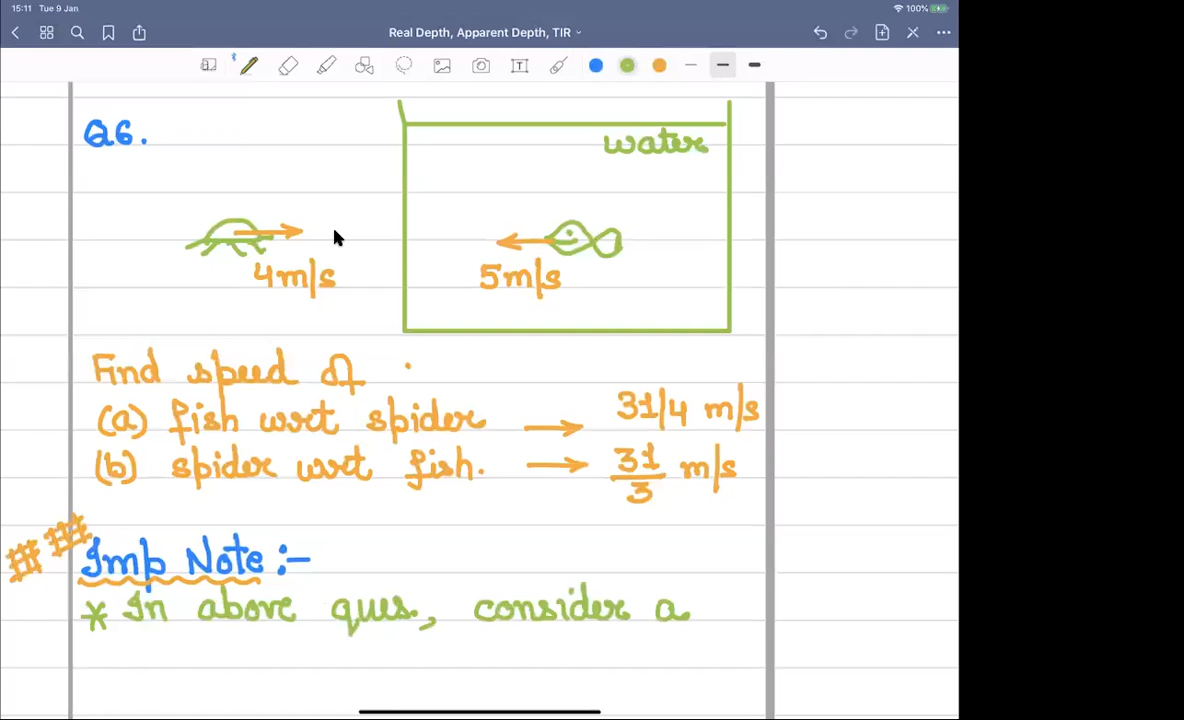 15:11 Tue 9 Jan
100%
Real Depth, Apparent Depth, TIR
Q6.
water
4m/s
5m/s
Find speed of
(a) fish wrt spider → 31/4 m/s
(b) spider wrt fish. → 31/3 m/s
Imp Note :-
* In above ques., consider a